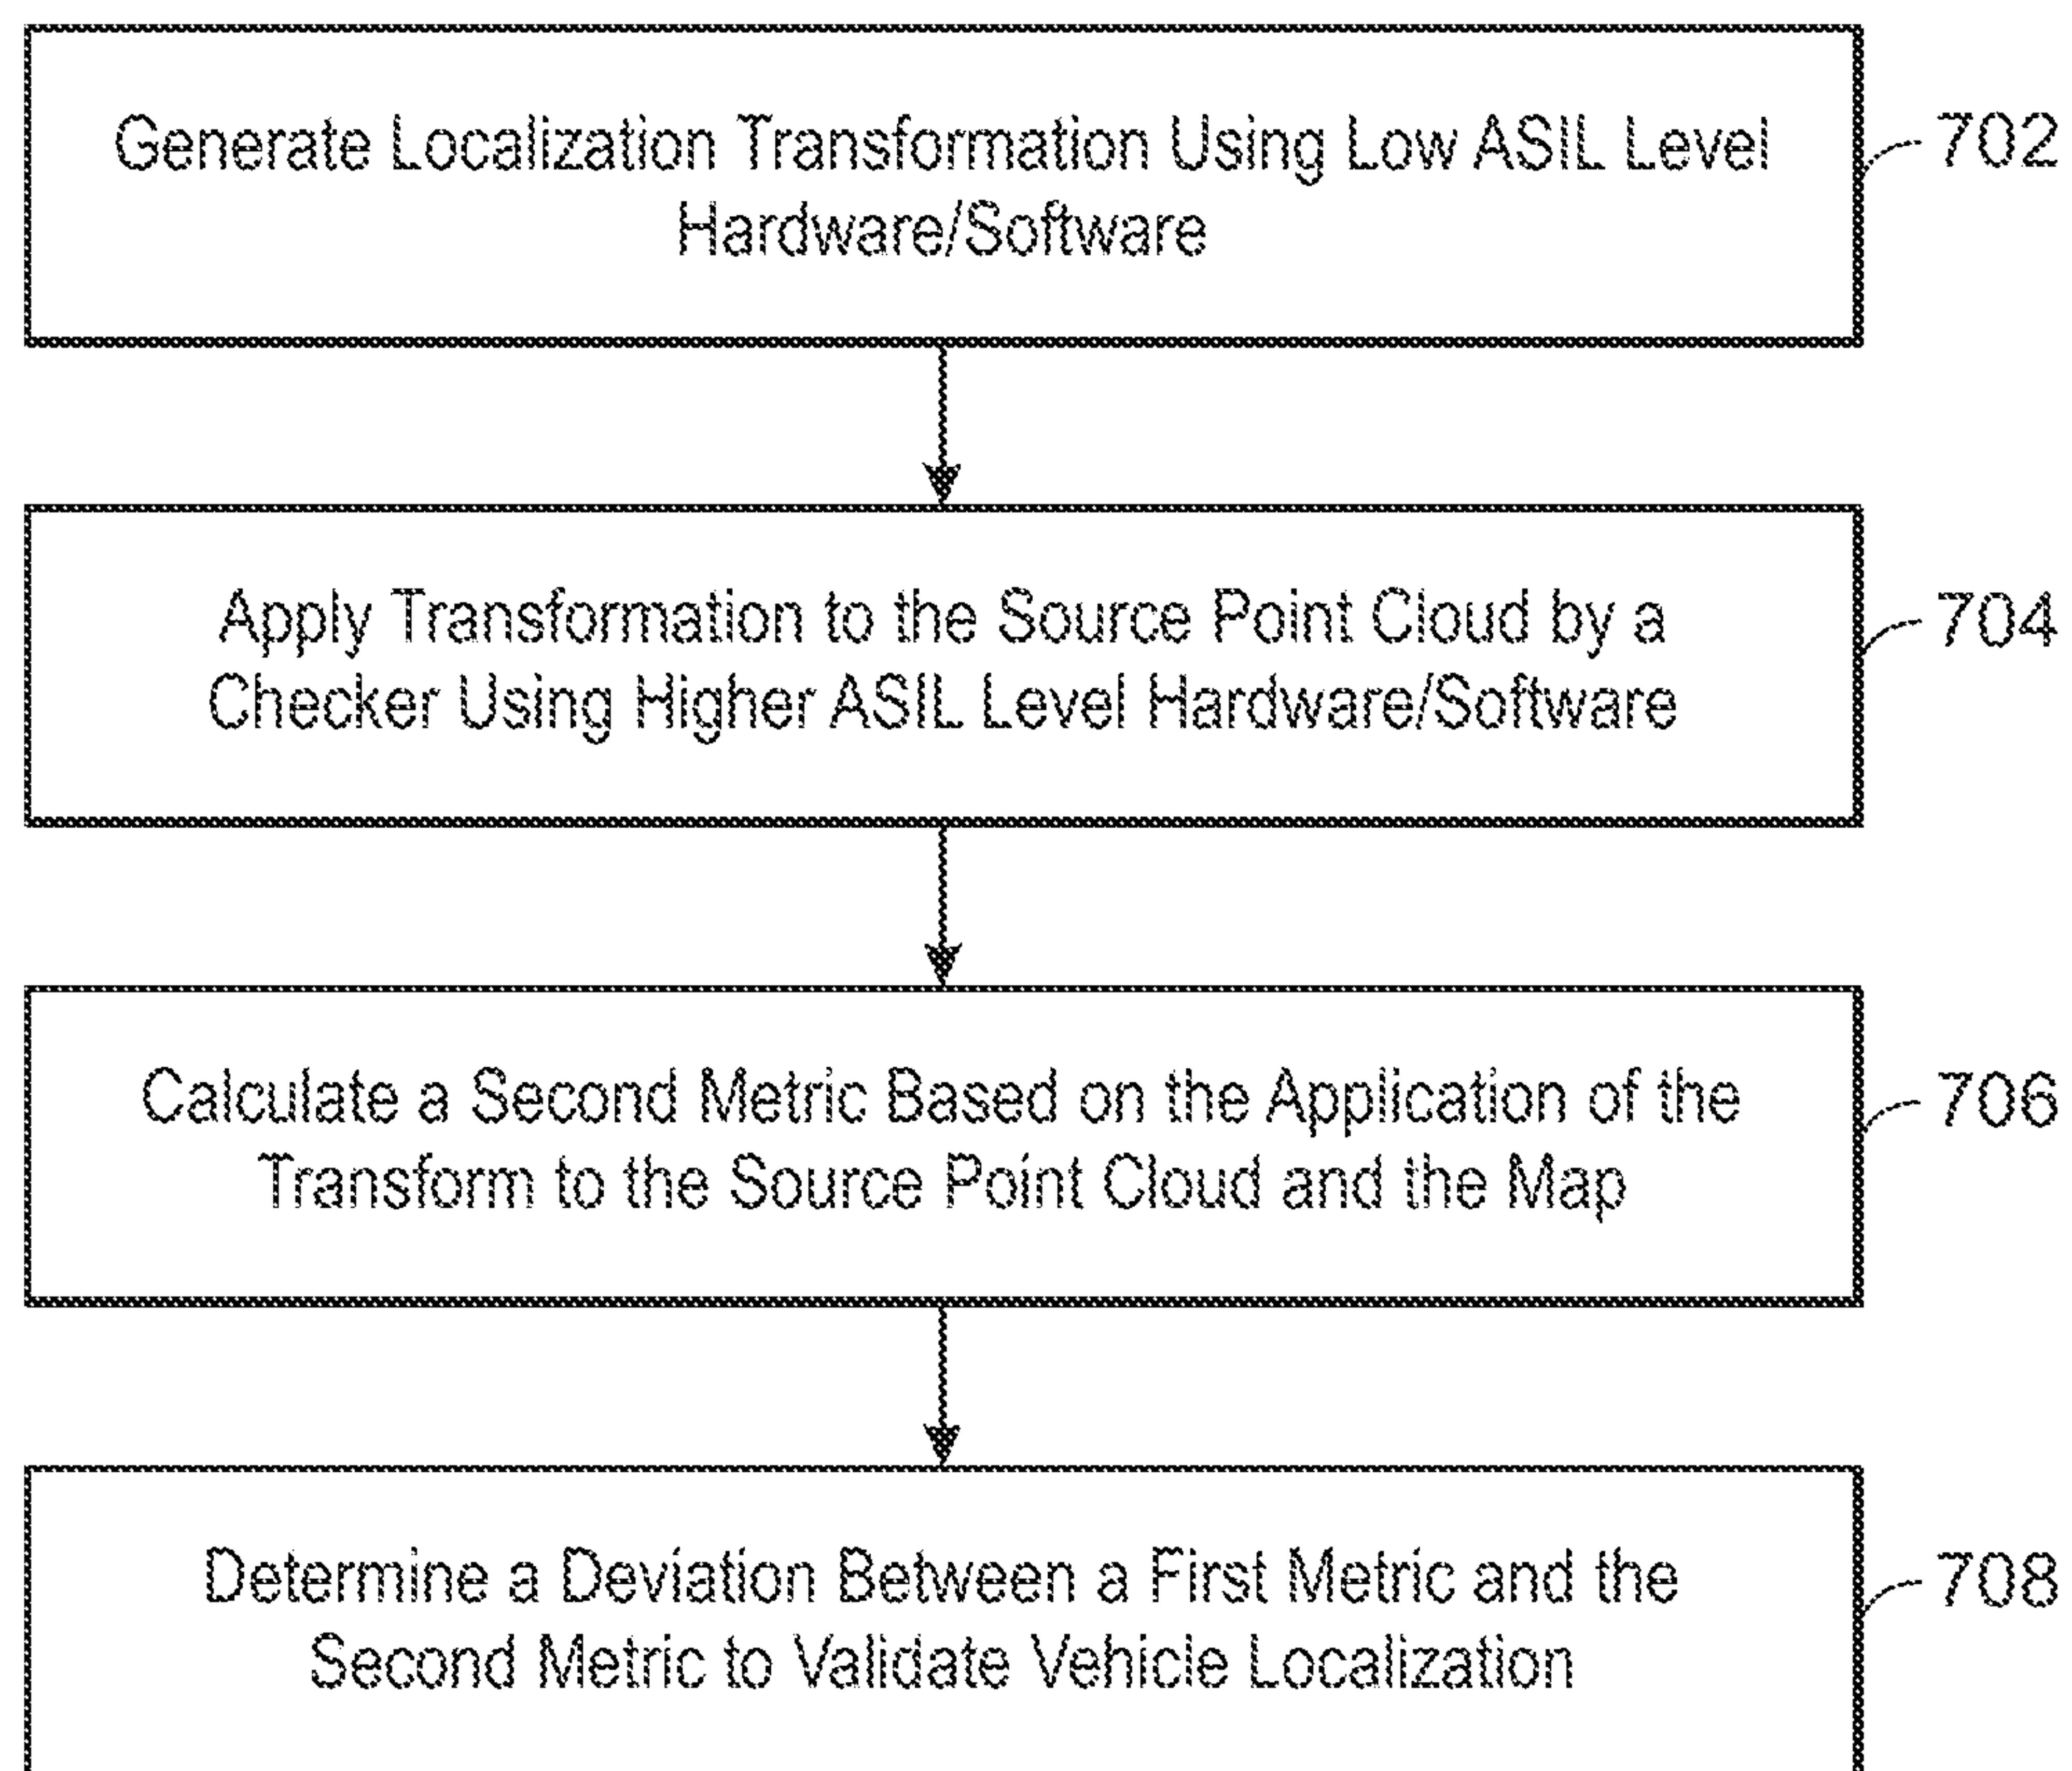 Generate Localization Transformation Using Low ASIL Level
Hardware/Software
702
Apply Transformation to the Source Point Cloud by a
Checker Using Higher ASIL Level Hardware/Software
704
Calculate a Second Metric Based on the Application of the
Transform to the Source Point Cloud and the Map
706
Determine a Deviation Between a First Metric and the
Second Metric to Validate Vehicle Localization
708